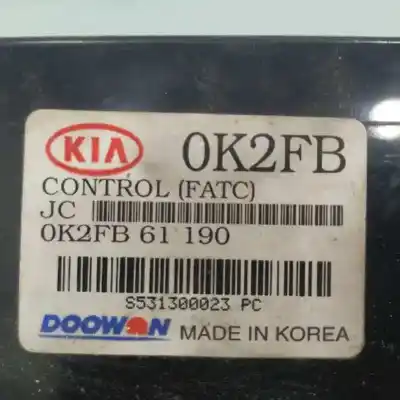 KIA 0K2FB
CONTROL (FATC)
JC
0K2FB 61 190
S531300023 PC
DOOWON MADE IN KOREA